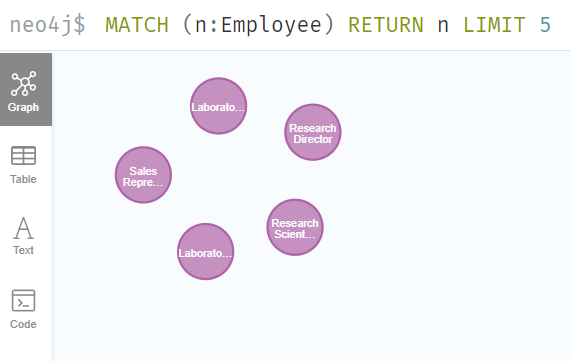 neo4j$ MATCH (n:Employee) RETURN n LIMIT 5
Graph
Table
Text
Code
Laborato...
Research
Director
Sales
Repre...
Research
Scient...
Laborato...